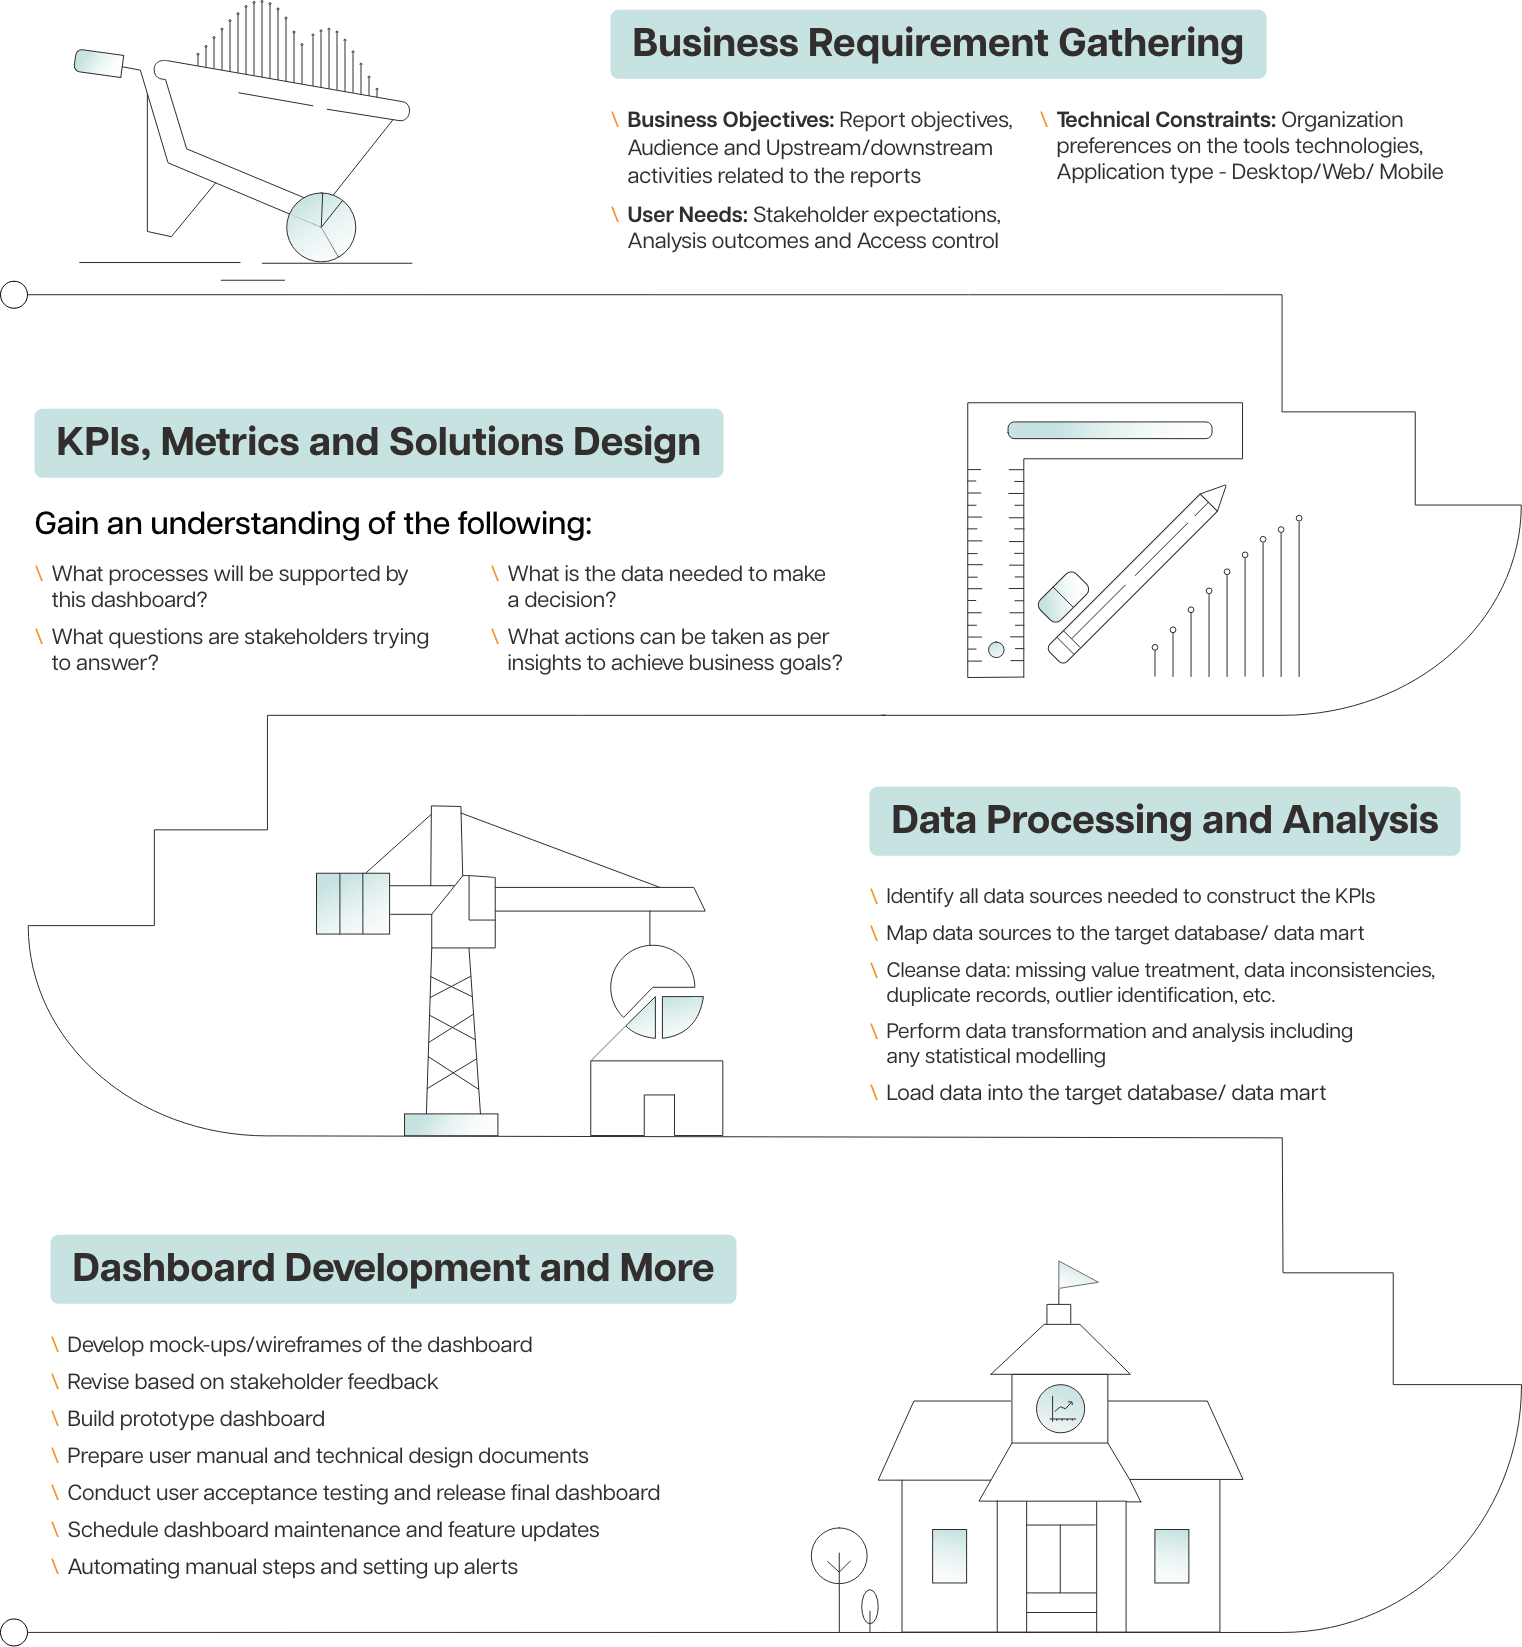 Business Requirement Gathering
\ Business Objectives: Report objectives,
Audience and Upstream/downstream
activities related to the reports
\ User Needs: Stakeholder expectations,
Analysis outcomes and Access control
\ Technical Constraints: Organization
preferences on the tools technologies,
Application type - Desktop/Web/ Mobile
KPIs, Metrics and Solutions Design
Gain an understanding of the following:
\ What processes will be supported by
this dashboard?
\ What questions are stakeholders trying
to answer?
\ What is the data needed to make
a decision?
\ What actions can be taken as per
insights to achieve business goals?
Data Processing and Analysis
\ Identify all data sources needed to construct the KPIs
\ Map data sources to the target database/ data mart
\ Cleanse data: missing value treatment, data inconsistencies,
duplicate records, outlier identification, etc.
\ Perform data transformation and analysis including
any statistical modelling
\ Load data into the target database/ data mart
Dashboard Development and More
\ Develop mock-ups/wireframes of the dashboard
\ Revise based on stakeholder feedback
\ Build prototype dashboard
\ Prepare user manual and technical design documents
\ Conduct user acceptance testing and release final dashboard
\ Schedule dashboard maintenance and feature updates
\ Automating manual steps and setting up alerts